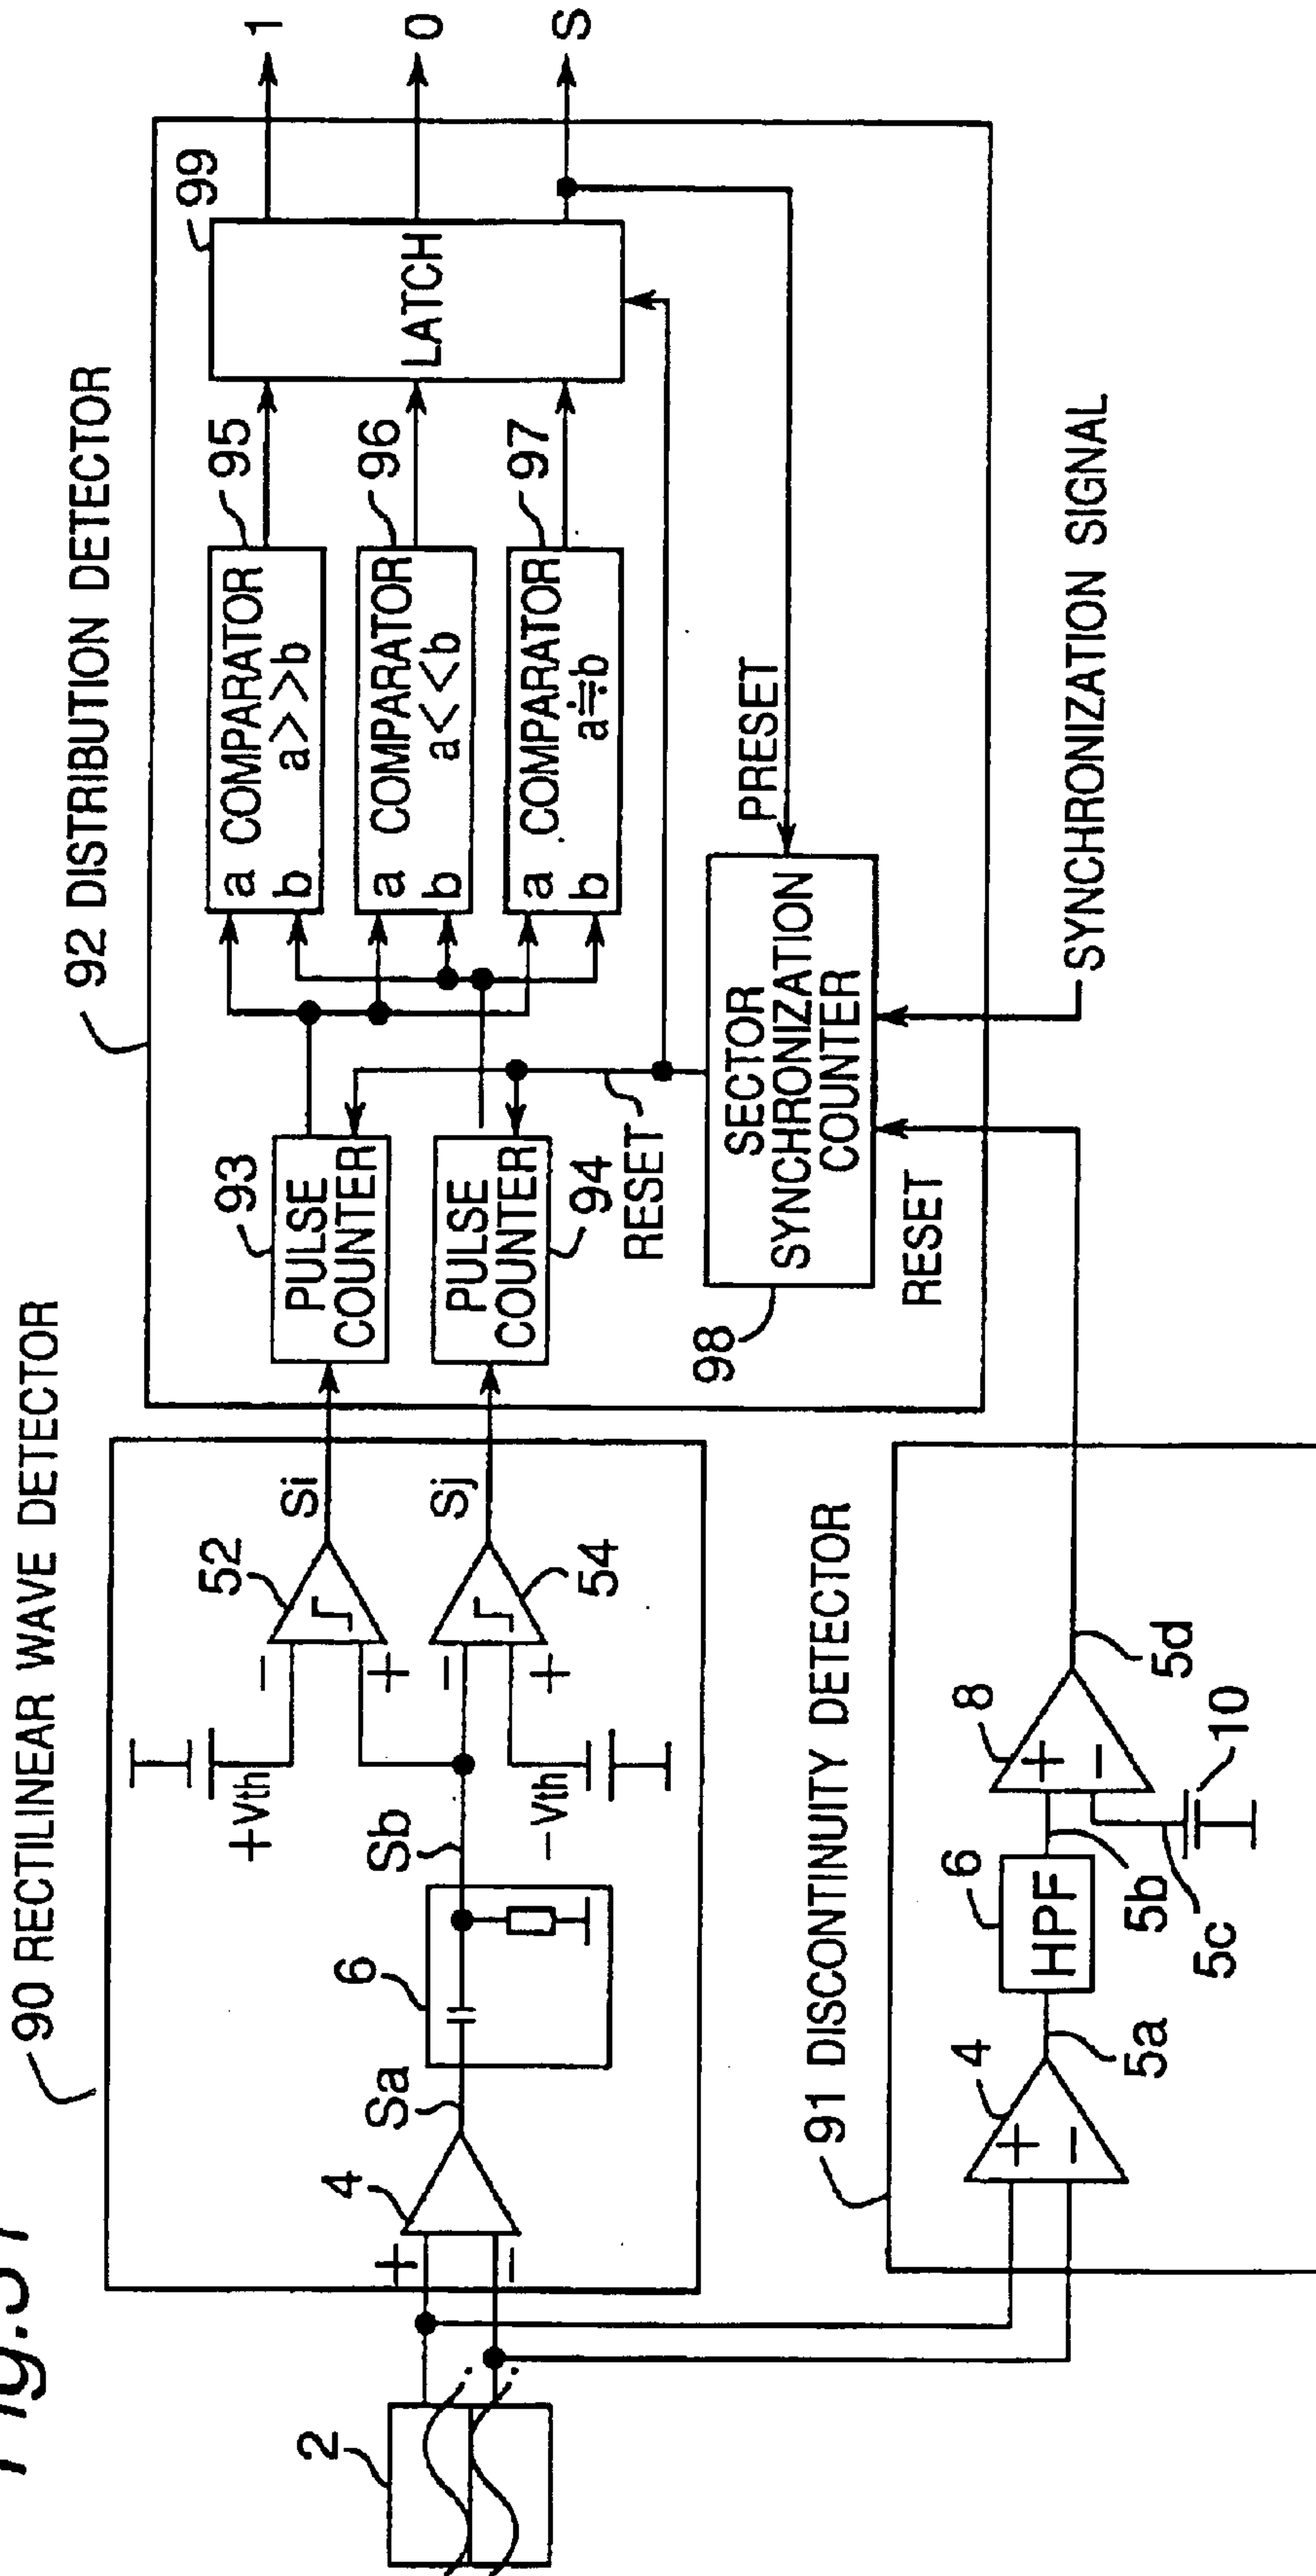 Fig.31
90 RECTILINEAR WAVE DETECTOR
92 DISTRIBUTION DETECTOR
2
+
−
4
Sa
6
Sb
+Vth
−Vth
−
+
52
Si
−
+
54
Sj
93
PULSE
COUNTER
PULSE
COUNTER
94
RESET
a COMPARATOR
b a>>b
95
a COMPARATOR
b a<<b
96
a COMPARATOR
b a≒b
97
LATCH
99
1
0
S
98
SECTOR
SYNCHRONIZATION
COUNTER
PRESET
RESET
SYNCHRONIZATION SIGNAL
91 DISCONTINUITY DETECTOR
4
+
−
5a
6
HPF
5b
5c
8
+
−
10
5d